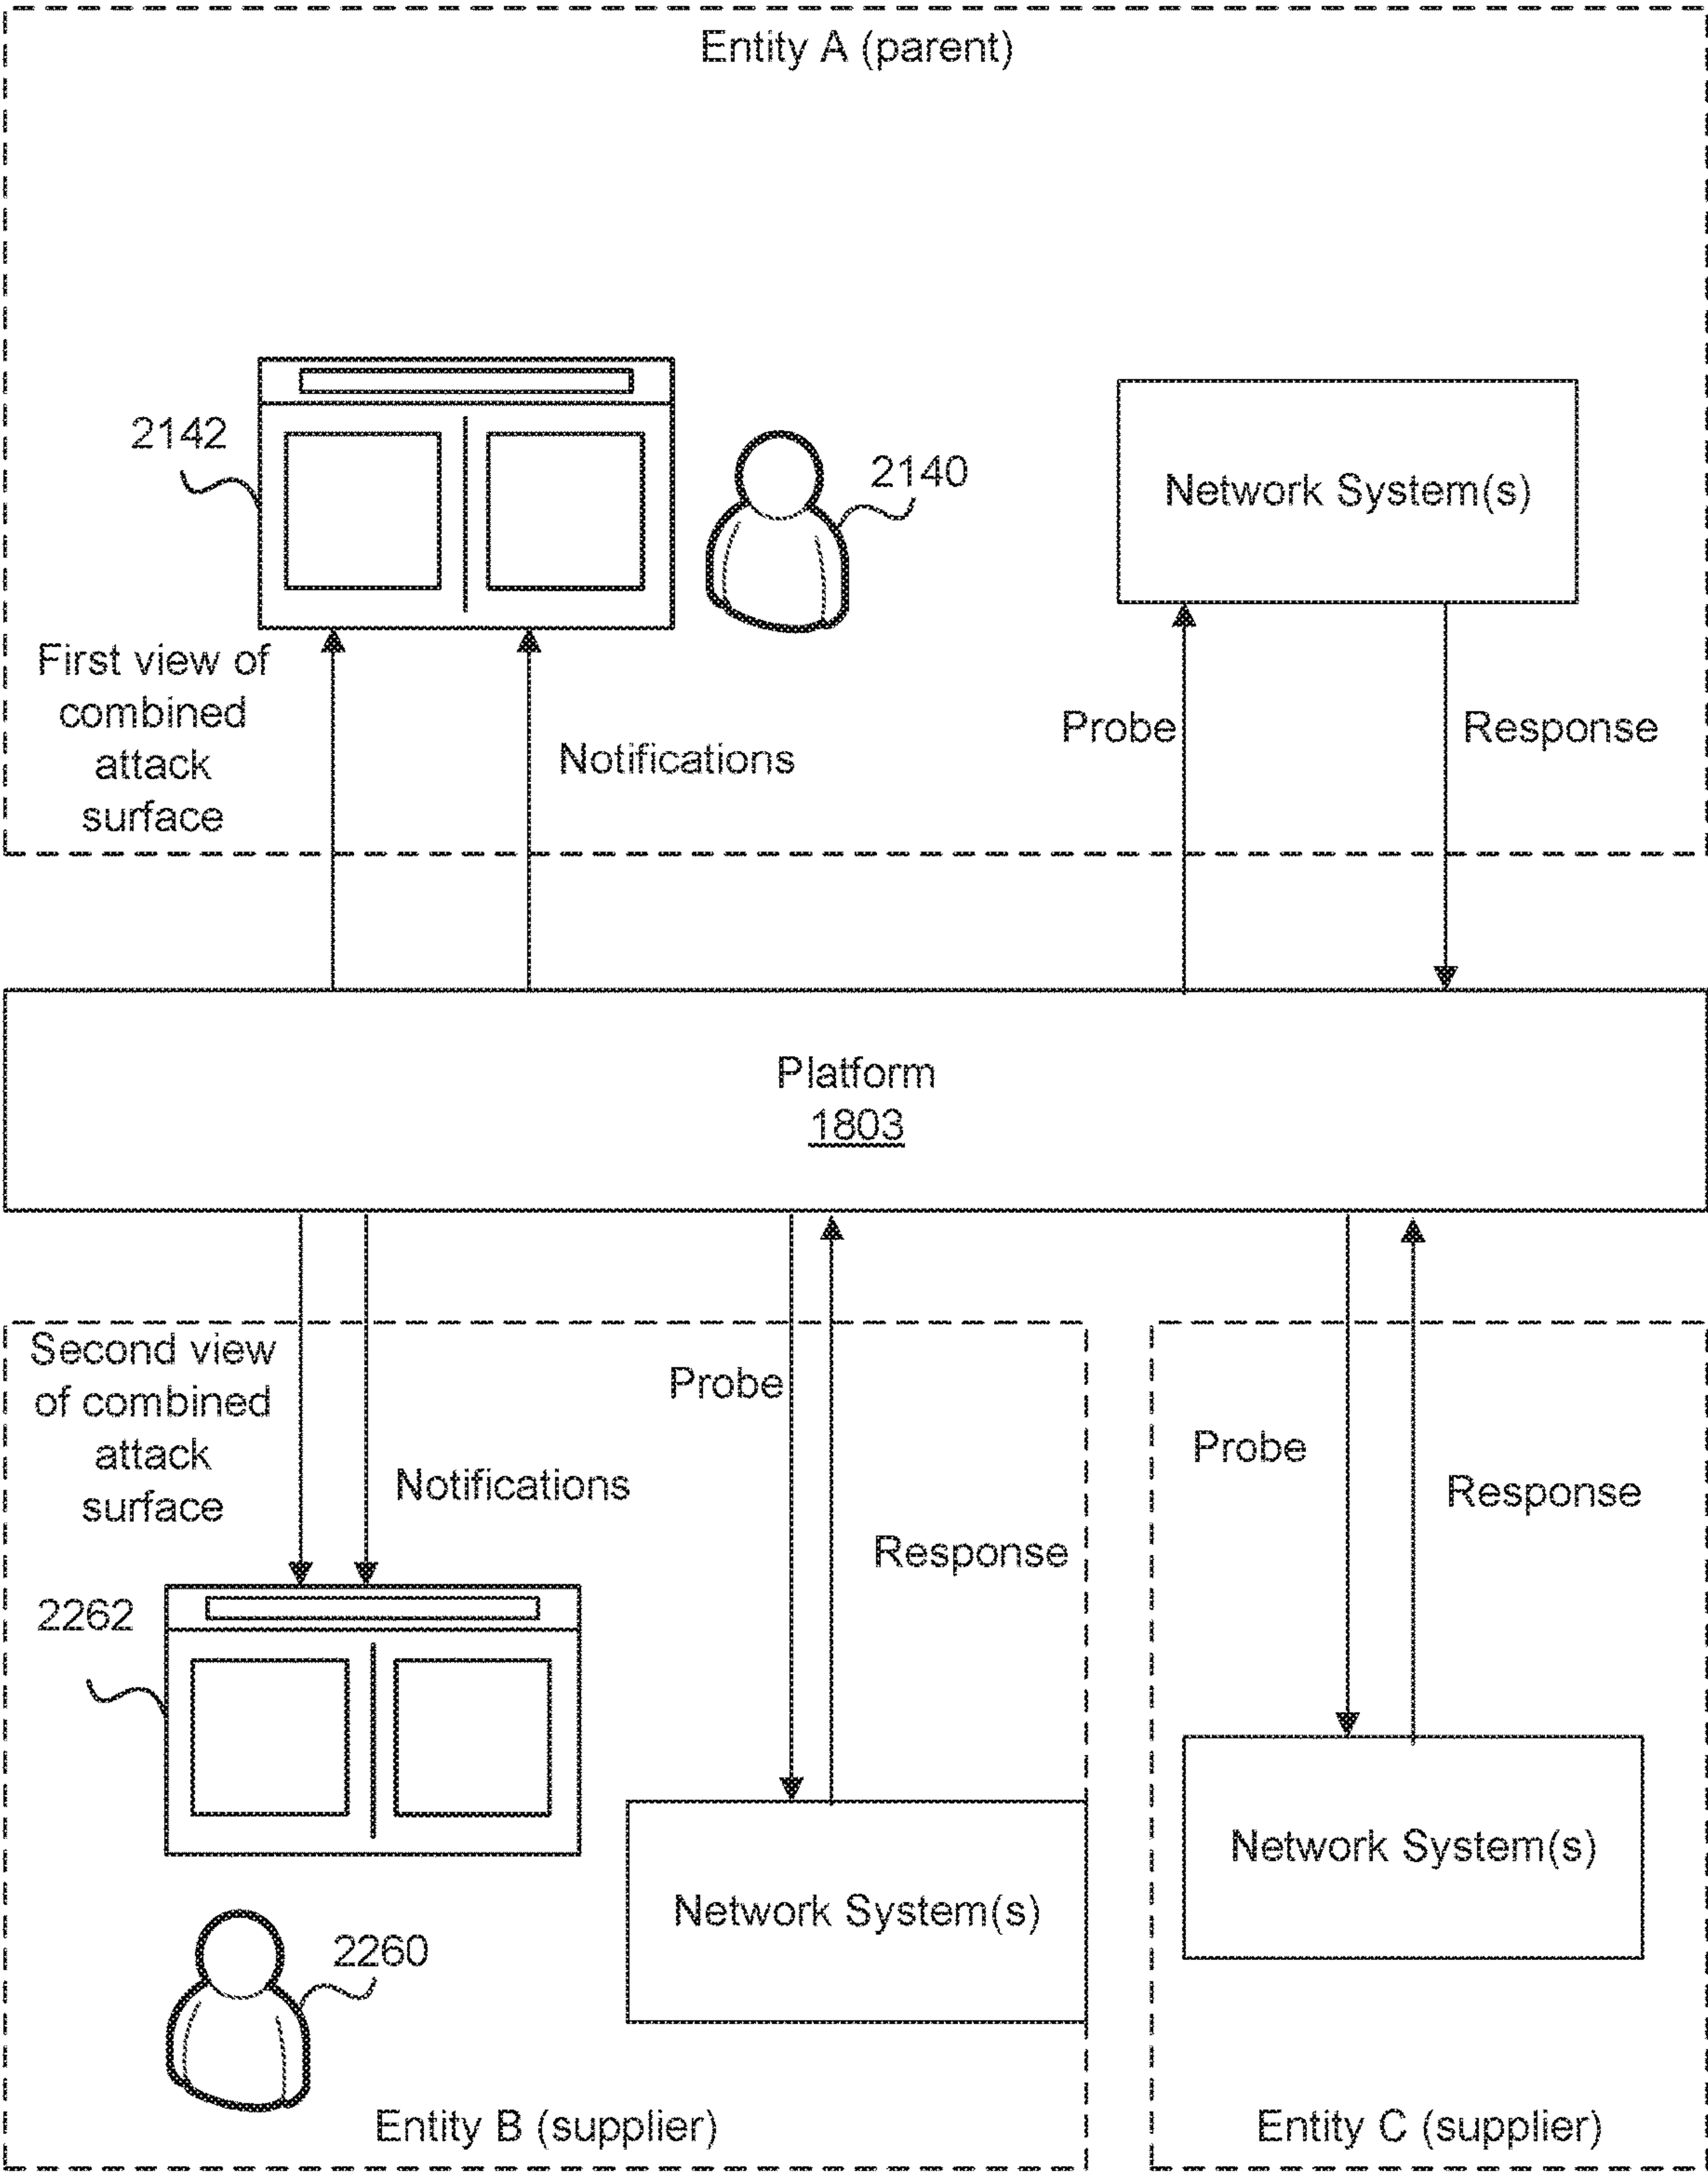 Entity A (parent)
2142
2140
Network System(s)
First view of
combined
attack
surface
Notifications
Probe
Response
Platform
1803
Second view
of combined
attack
surface
Notifications
Probe
Response
Probe
Response
2262
Network System(s)
Network System(s)
2260
Entity B (supplier)
Entity C (supplier)